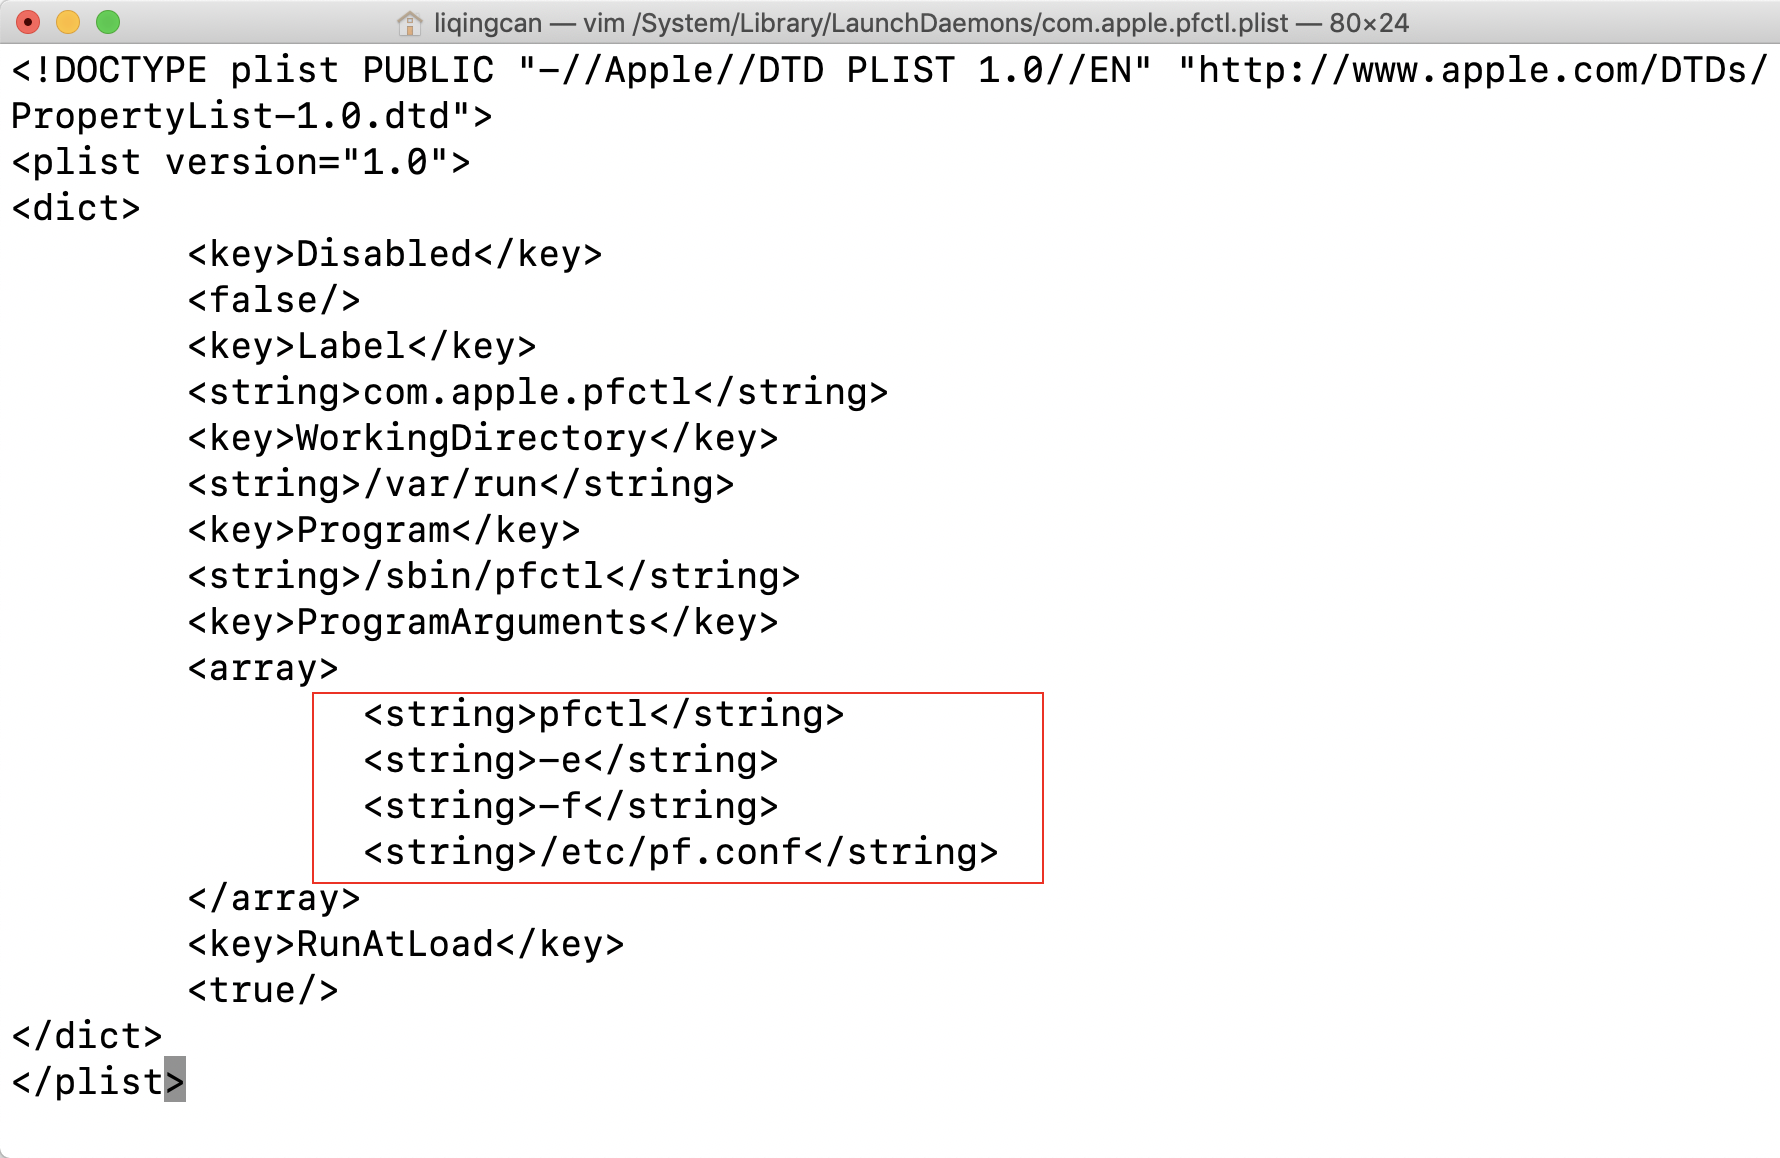 liqingcan — vim /System/Library/LaunchDaemons/com.apple.pfctl.plist — 80×24
<!DOCTYPE plist PUBLIC "-//Apple//DTD PLIST 1.0//EN" "http://www.apple.com/DTDs/
PropertyList-1.0.dtd">
<plist version="1.0">
<dict>
        <key>Disabled</key>
        <false/>
        <key>Label</key>
        <string>com.apple.pfctl</string>
        <key>WorkingDirectory</key>
        <string>/var/run</string>
        <key>Program</key>
        <string>/sbin/pfctl</string>
        <key>ProgramArguments</key>
        <array>
                <string>pfctl</string>
                <string>-e</string>
                <string>-f</string>
                <string>/etc/pf.conf</string>
        </array>
        <key>RunAtLoad</key>
        <true/>
</dict>
</plist>